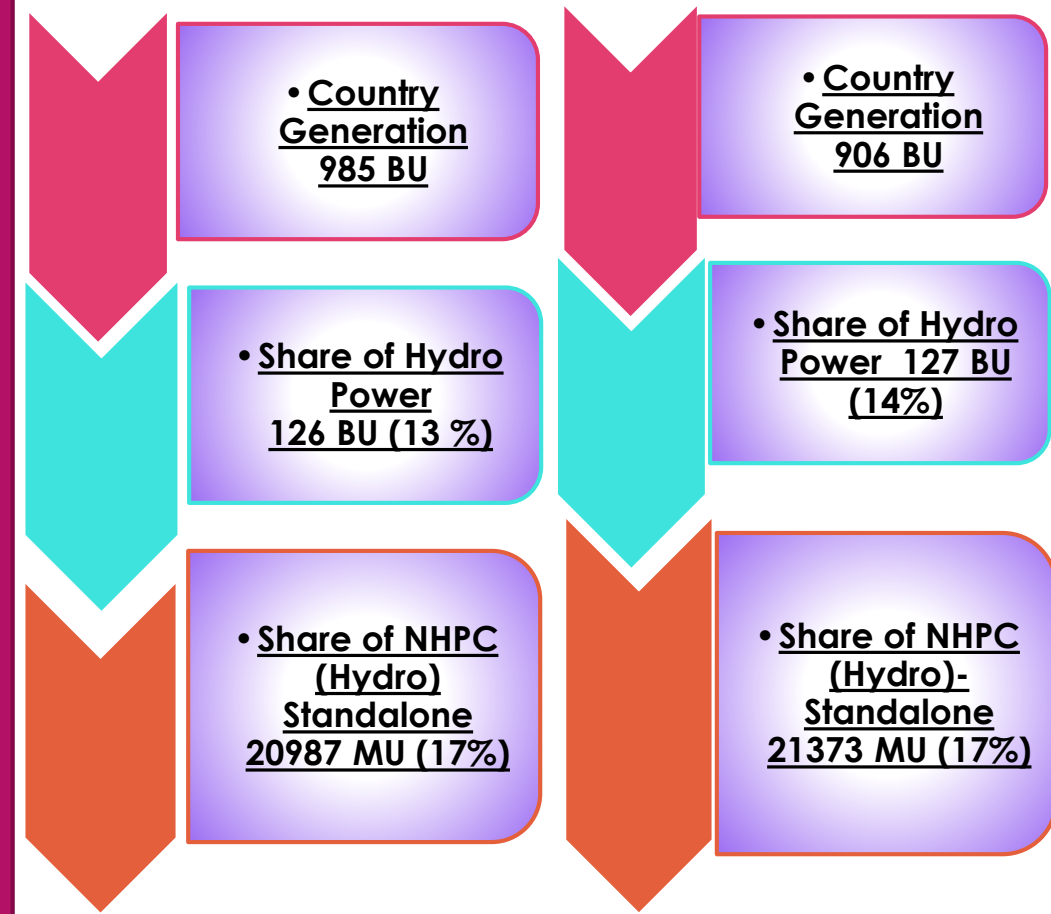 • Country
Generation
985 BU
• Share of Hydro
Power
126 BU (13 %)
• Share of NHPC
(Hydro)
Standalone
20987 MU (17%)
• Country
Generation
906 BU
• Share of Hydro
Power  127 BU
(14%)
• Share of NHPC
(Hydro)-
Standalone
21373 MU (17%)